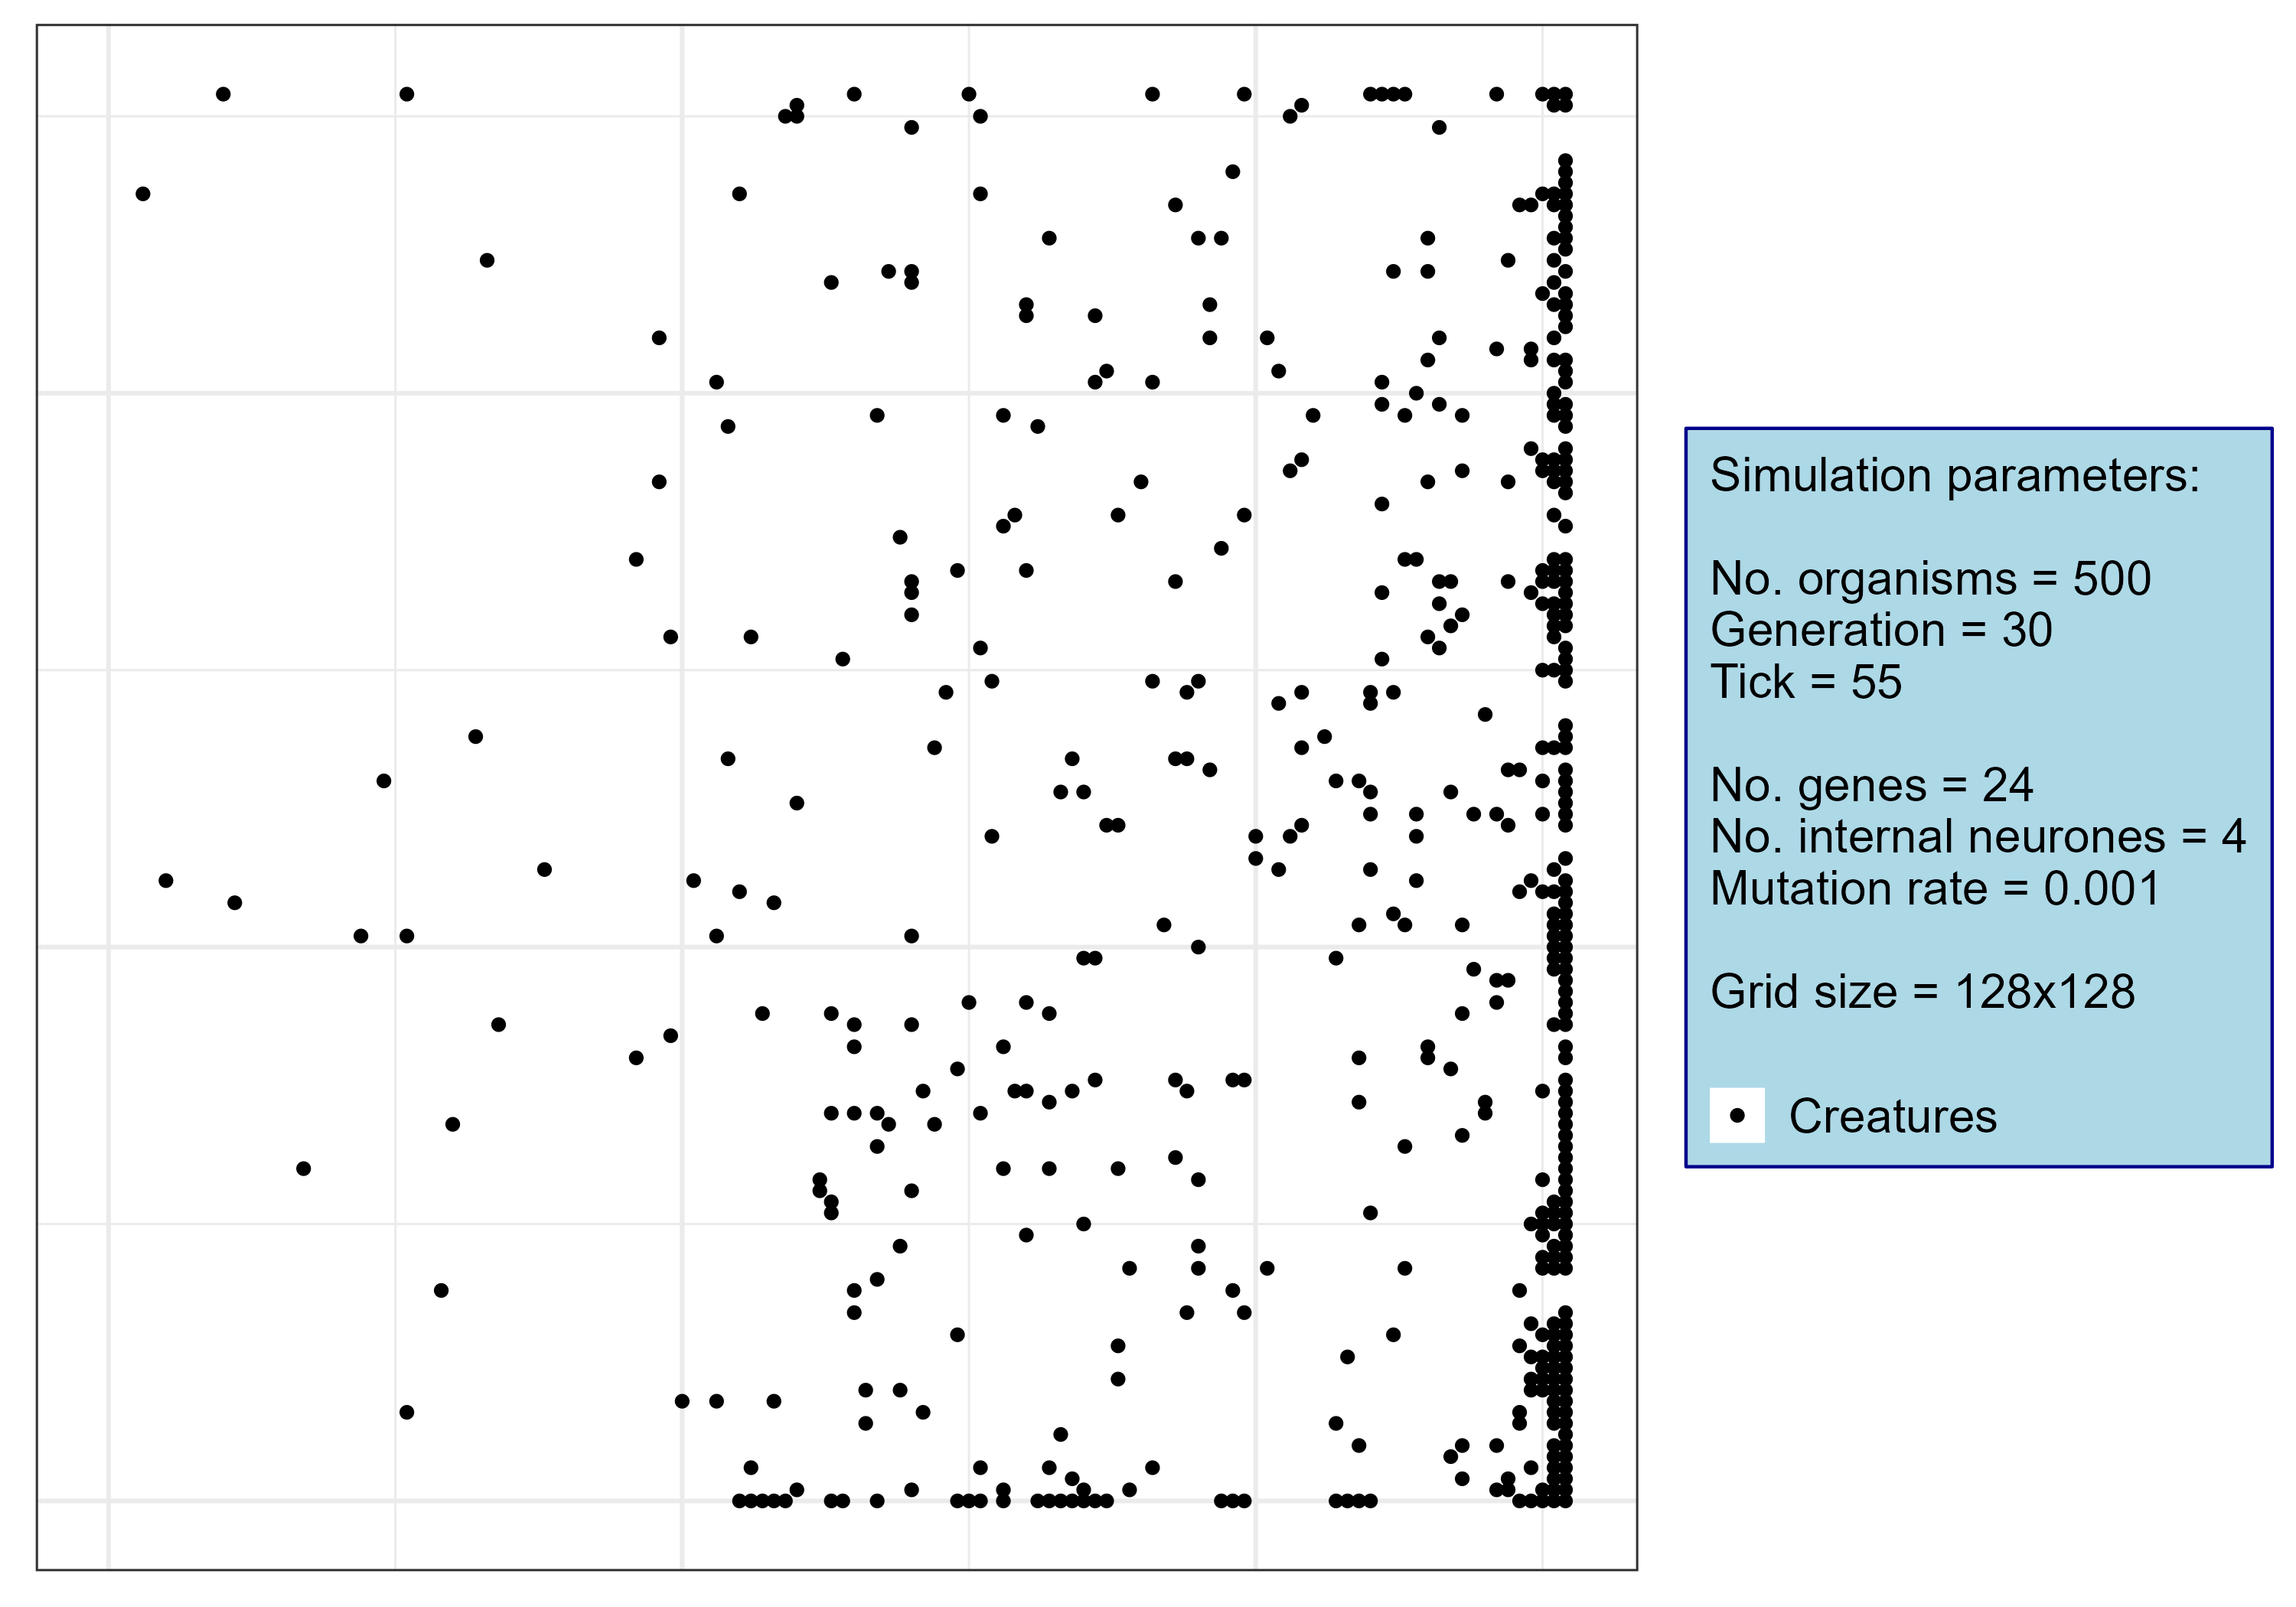 Simulation parameters:
No. organisms = 500
Generation = 30
Tick = 55
No. genes = 24
No. internal neurones = 4
Mutation rate = 0.001
Grid size = 128x128
Creatures